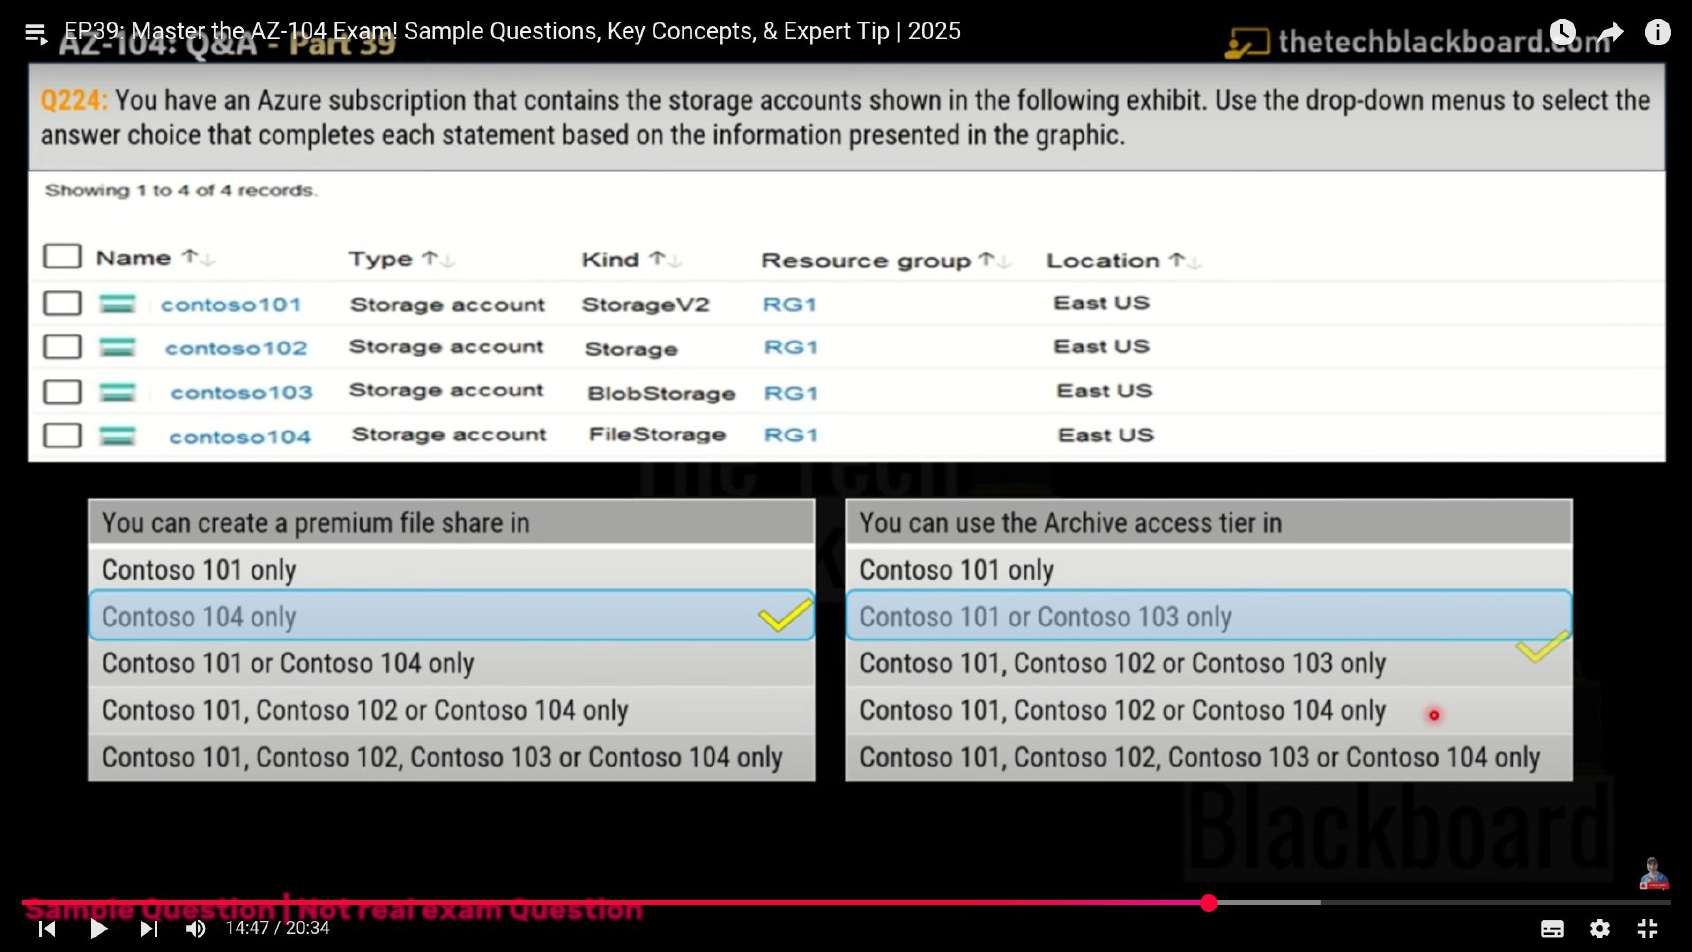 EP39: Master the AZ-104 Exam! Sample Questions, Key Concepts, & Expert Tip | 2025
AZ-104: Q&A - Part 39
thetechblackboard.com
Q224: You have an Azure subscription that contains the storage accounts shown in the following exhibit. Use the drop-down menus to select the
answer choice that completes each statement based on the information presented in the graphic.
Showing 1 to 4 of 4 records.
Name ↑↓ Type ↑↓ Kind ↑↓ Resource group ↑↓ Location ↑↓
contoso101 Storage account StorageV2 RG1 East US
contoso102 Storage account Storage RG1 East US
contoso103 Storage account BlobStorage RG1 East US
contoso104 Storage account FileStorage RG1 East US
The Tech
You can create a premium file share in
Contoso 101 only
Contoso 104 only
Contoso 101 or Contoso 104 only
Contoso 101, Contoso 102 or Contoso 104 only
Contoso 101, Contoso 102, Contoso 103 or Contoso 104 only
You can use the Archive access tier in
Contoso 101 only
Contoso 101 or Contoso 103 only
Contoso 101, Contoso 102 or Contoso 103 only
Contoso 101, Contoso 102 or Contoso 104 only
Contoso 101, Contoso 102, Contoso 103 or Contoso 104 only
Blackboard
Sample Question | Not real exam Question
14:47 / 20:34